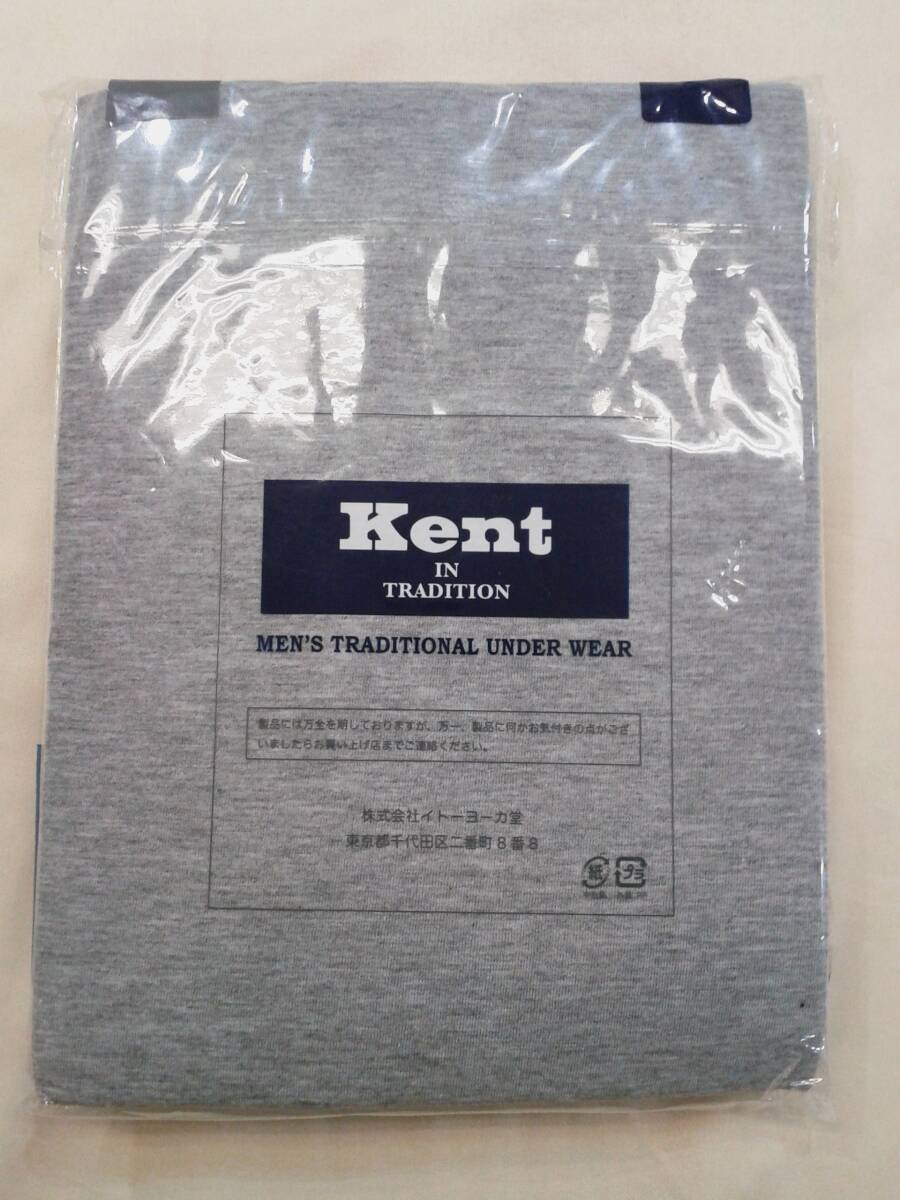 Kent
IN
TRADITION
MEN'S TRADITIONAL UNDER WEAR
製品には万全を期しておりますが、万一、製品に何かお気付きの点がござ
いましたらお買い上げ店までご連絡ください。
株式会社イトーヨーカ堂
東京都千代田区二番町8番8
紙 プラ